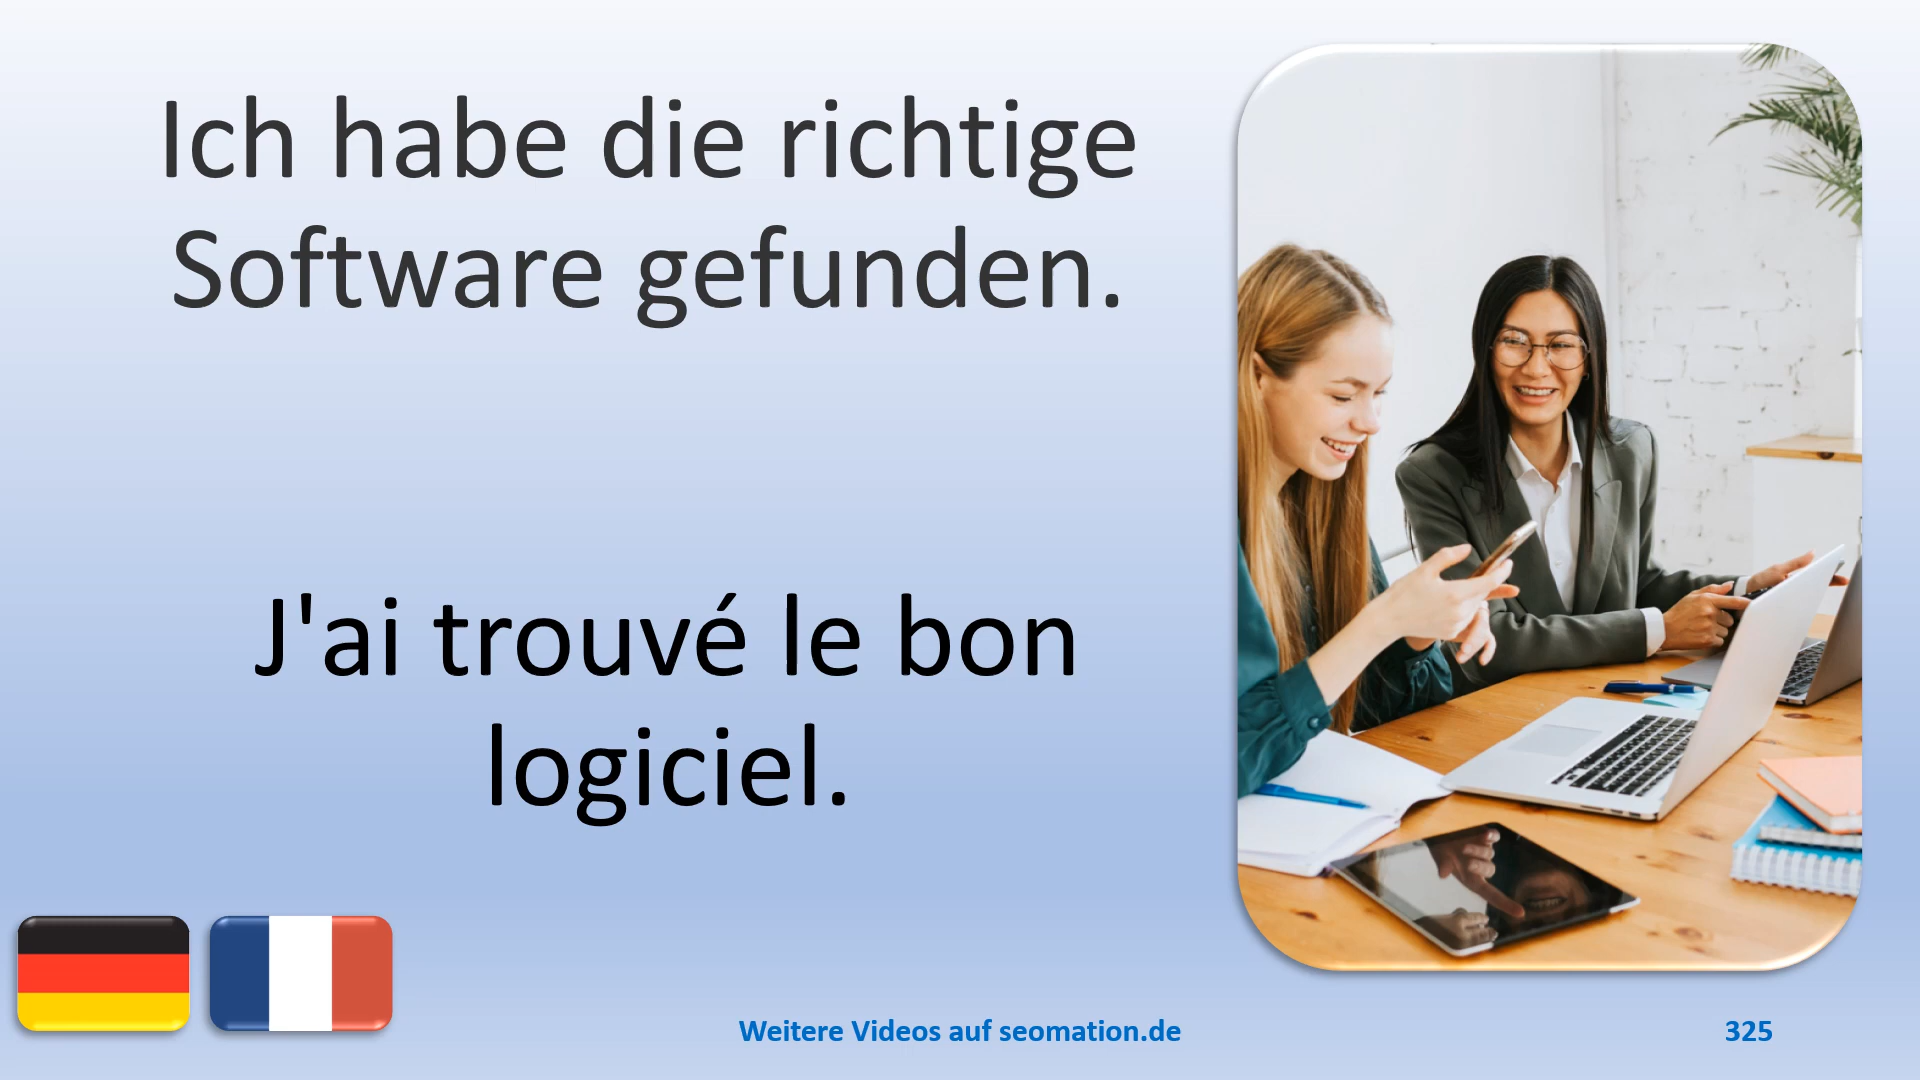 Ich habe die richtige
Software gefunden.
J'ai trouvé le bon
logiciel.
Weitere Videos auf seomation.de
325